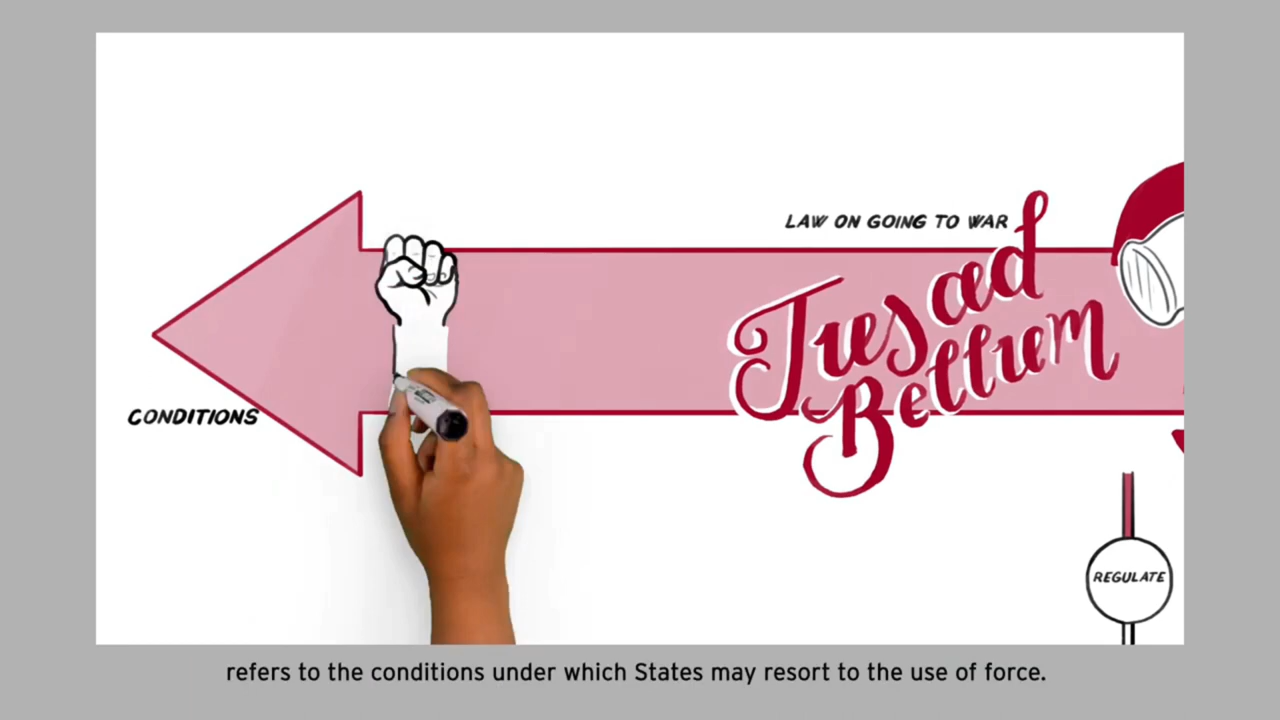 LAW ON GOING TO WAR
Jus ad
Bellum
CONDITIONS
REGULATE
refers to the conditions under which States may resort to the use of force.